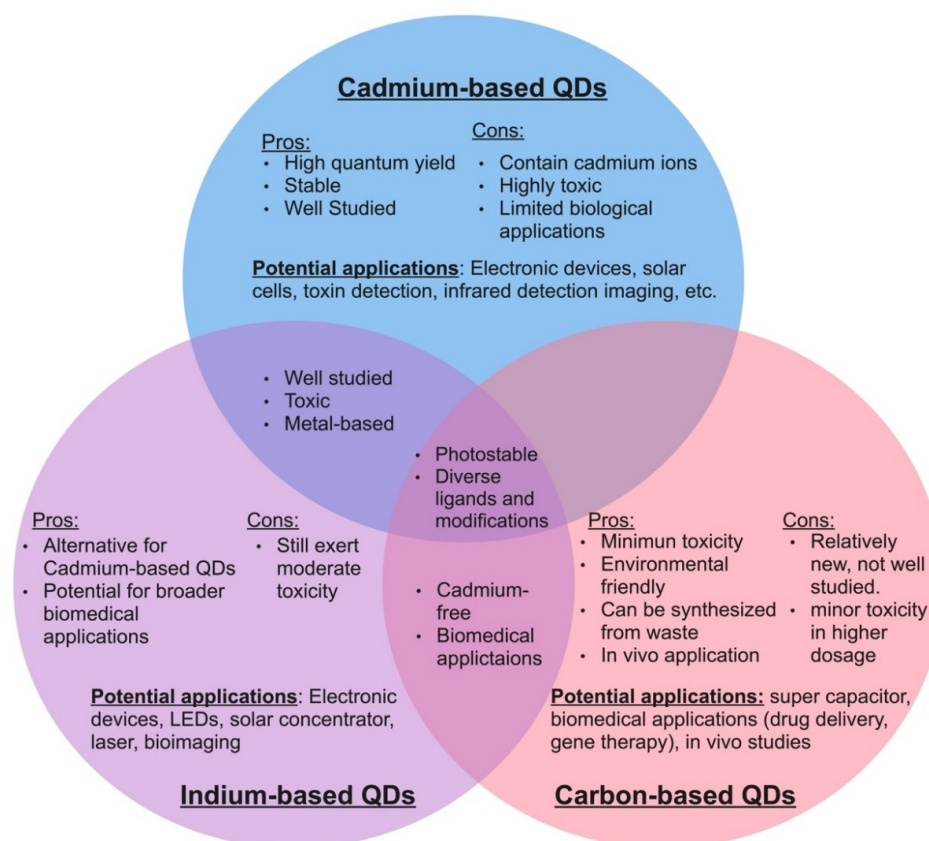 Cadmium-based QDs
Pros:
• High quantum yield
• Stable
• Well Studied
Cons:
• Contain cadmium ions
• Highly toxic
• Limited biological
applications
Potential applications: Electronic devices, solar
cells, toxin detection, infrared detection imaging, etc.
• Well studied
• Toxic
• Metal-based
• Photostable
• Diverse
ligands and
modifications
Pros:
• Alternative for
Cadmium-based QDs
• Potential for broader
biomedical
applications
Cons:
• Still exert
moderate
toxicity
• Cadmium-
free
• Biomedical
applictaions
Pros:
• Minimun toxicity
• Environmental
friendly
• Can be synthesized
from waste
• In vivo application
Cons:
• Relatively
new, not well
studied.
• minor toxicity
in higher
dosage
Potential applications: Electronic
devices, LEDs, solar concentrator,
laser, bioimaging
Potential applications: super capacitor,
biomedical applications (drug delivery,
gene therapy), in vivo studies
Indium-based QDs
Carbon-based QDs